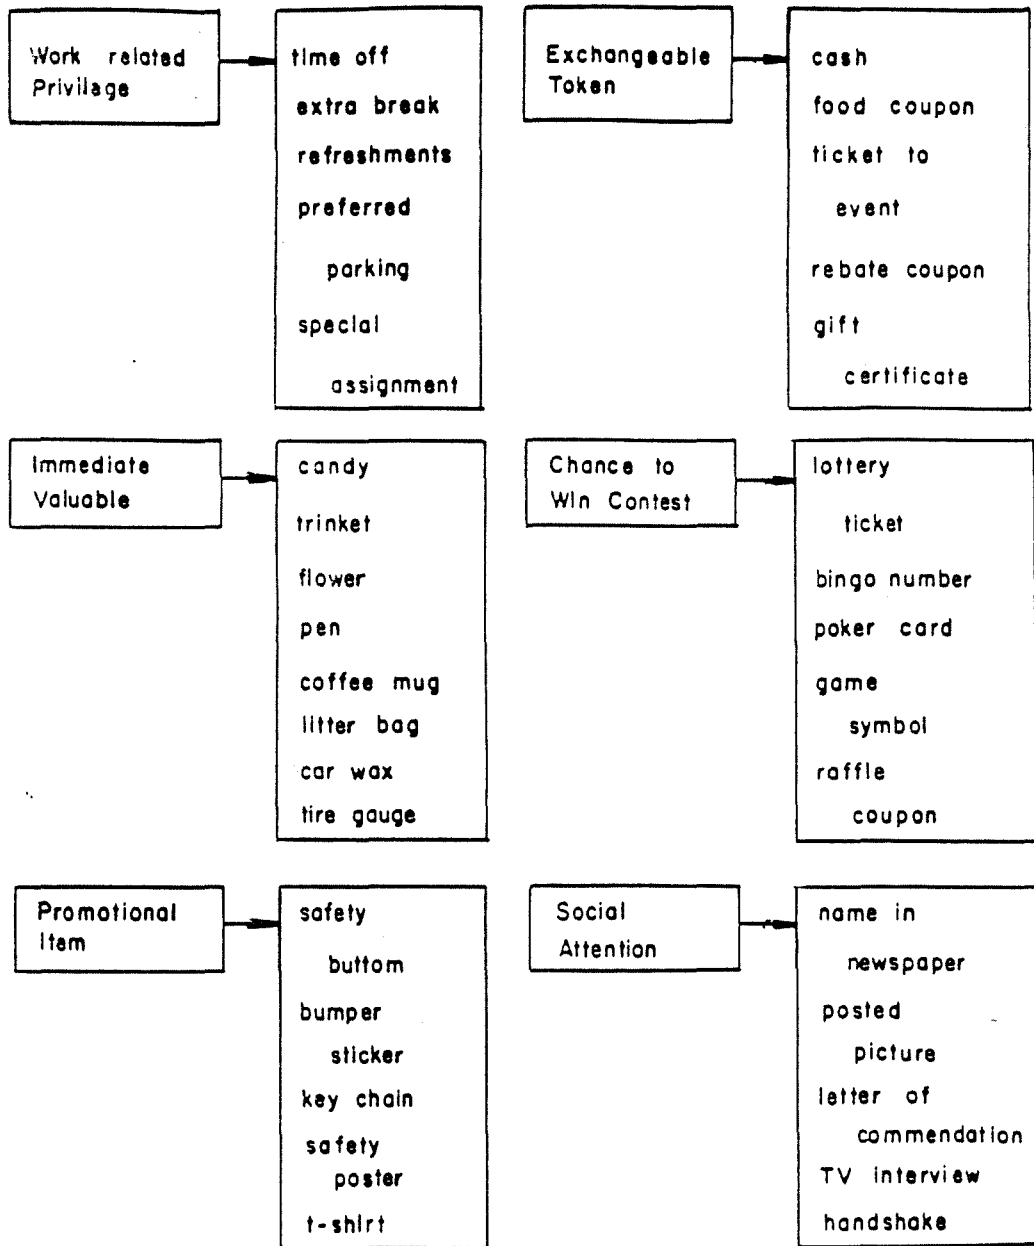 Work related
Privilage
time off
extra break
refreshments
preferred
parking
special
assignment
Exchangeable
Token
cash
food coupon
ticket to
event
rebate coupon
gift
certificate
Immediate
Valuable
candy
trinket
flower
pen
coffee mug
litter bag
car wax
tire gauge
Chance to
Win Contest
lottery
ticket
bingo number
poker card
game
symbol
raffle
coupon
Promotional
Item
safety
buttom
bumper
sticker
key chain
safety
poster
t-shirt
Social
Attention
name in
newspaper
posted
picture
letter of
commendation
TV interview
handshake